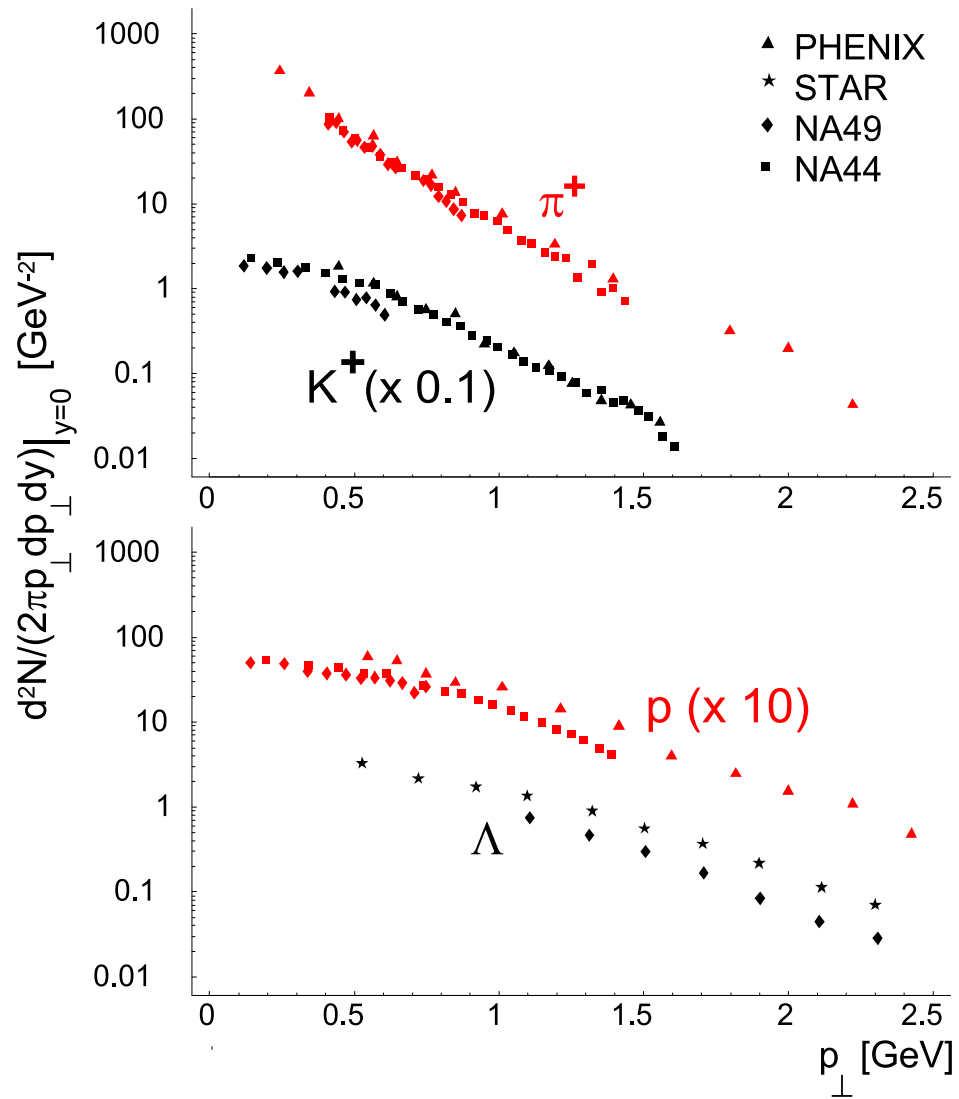 1000
100
10
1
0.1
0.01
PHENIX
STAR
NA49
NA44
π+
K+(x 0.1)
0 0.5 1 1.5 2 2.5
d²N/(2πp⊥ dp⊥ dy)|y=0 [GeV⁻²]
1000
100
10
1
0.1
0.01
p (x 10)
Λ
0 0.5 1 1.5 2 2.5
p⊥ [GeV]